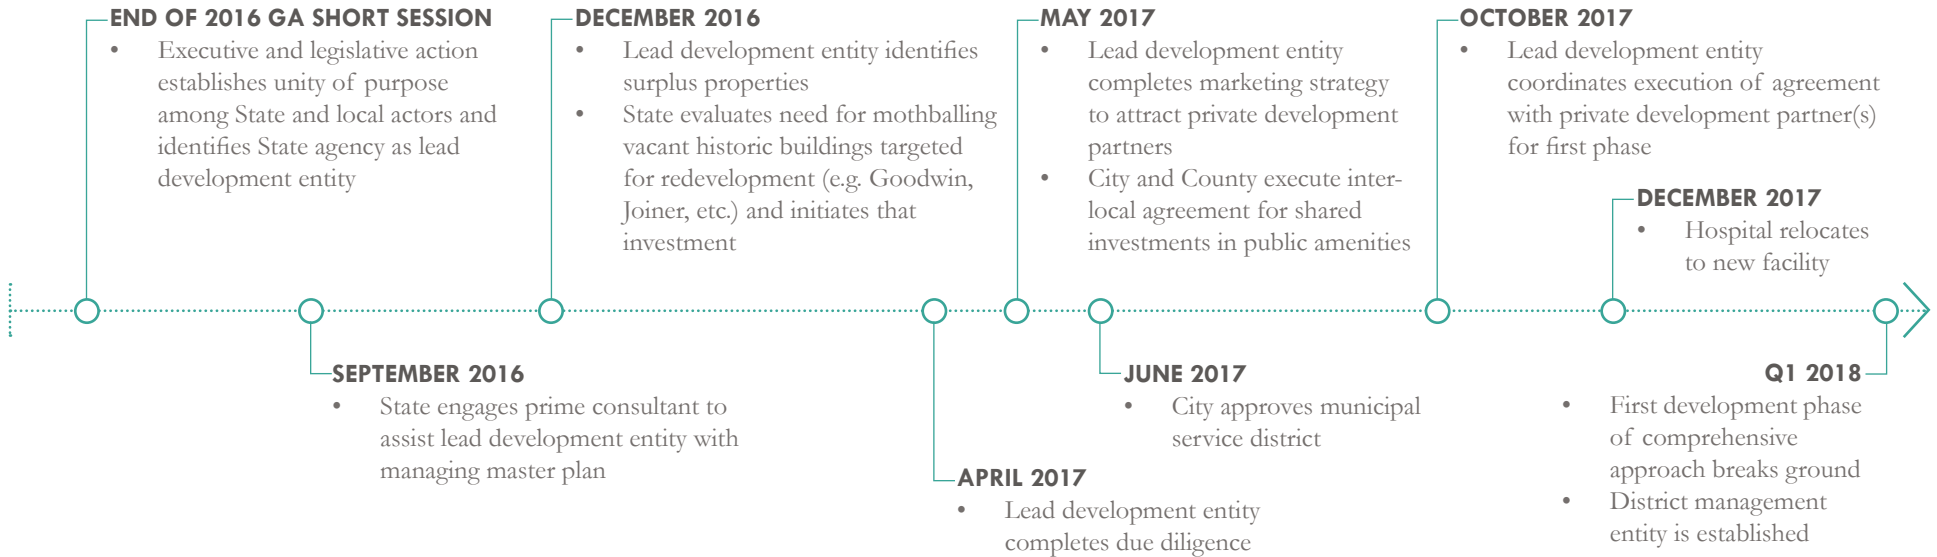 END OF 2016 GA SHORT SESSION
• Executive and legislative action
establishes unity of purpose
among State and local actors and
identifies State agency as lead
development entity
SEPTEMBER 2016
• State engages prime consultant to
assist lead development entity with
managing master plan
DECEMBER 2016
• Lead development entity identifies
surplus properties
• State evaluates need for mothballing
vacant historic buildings targeted
for redevelopment (e.g. Goodwin,
Joiner, etc.) and initiates that
investment
APRIL 2017
• Lead development entity
completes due diligence
MAY 2017
• Lead development entity
completes marketing strategy
to attract private development
partners
• City and County execute inter-
local agreement for shared
investments in public amenities
JUNE 2017
• City approves municipal
service district
OCTOBER 2017
• Lead development entity
coordinates execution of agreement
with private development partner(s)
for first phase
DECEMBER 2017
• Hospital relocates
to new facility
Q1 2018
• First development phase
of comprehensive
approach breaks ground
• District management
entity is established